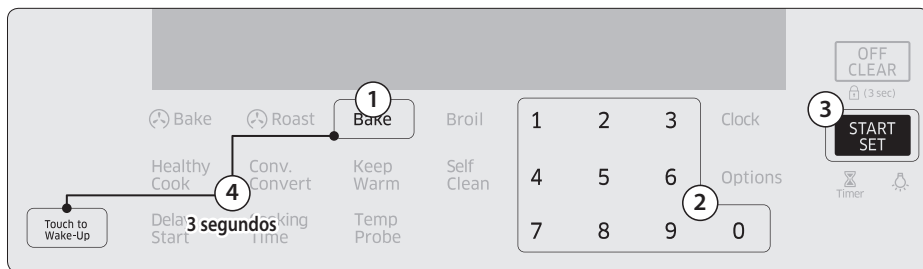 OFF
CLEAR
(3 sec)
1
3
Bake
Roast
Bake
Broil
1
2
3
Clock
START
SET
Healthy
Cook
Conv.
Convert
Keep
Warm
Self
Clean
4
5
6
Options
Timer
4
2
3 segundos
Touch to
Wake-Up
Delay
Start
Cooking
Time
Temp
Probe
7
8
9
0